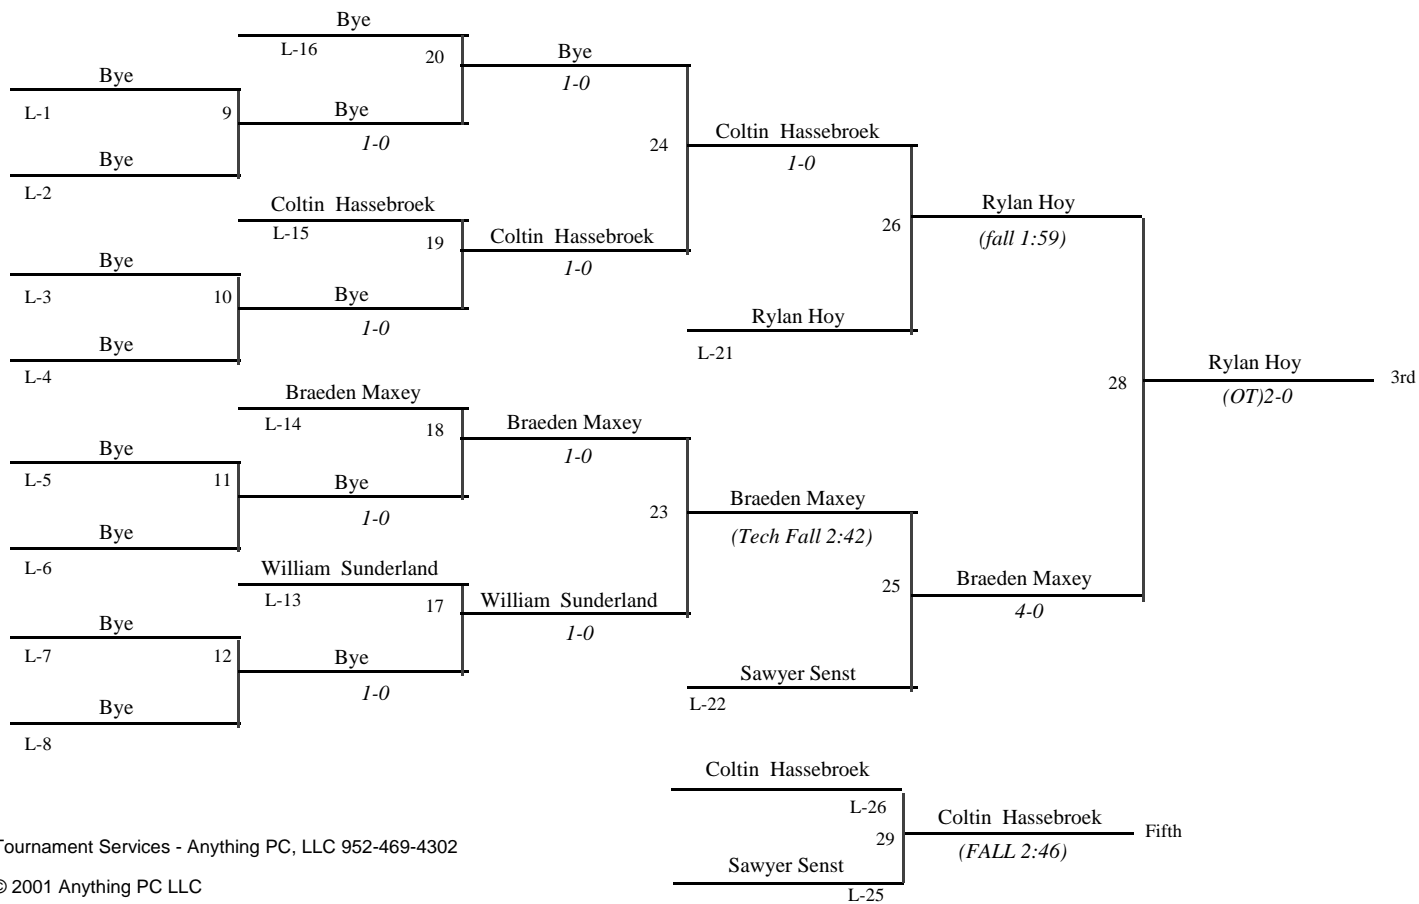 Bye
L-16
20
Bye
1-0
Bye
L-1
9
Bye
1-0
Bye
L-2
24
Coltin Hassebroek
1-0
Coltin Hassebroek
L-15
19
Coltin Hassebroek
1-0
26
Rylan Hoy
(fall 1:59)
Bye
L-3
10
Bye
1-0
Bye
L-4
Rylan Hoy
L-21
28
Rylan Hoy
(OT)2-0
3rd
Braeden Maxey
L-14
18
Braeden Maxey
1-0
Bye
L-5
11
Bye
1-0
Bye
L-6
23
Braeden Maxey
(Tech Fall 2:42)
William Sunderland
L-13
17
William Sunderland
1-0
25
Braeden Maxey
4-0
Bye
L-7
12
Bye
1-0
Bye
L-8
Sawyer Senst
L-22
Coltin Hassebroek
L-26
29
Coltin Hassebroek
(FALL 2:46)
Fifth
Sawyer Senst
L-25
Tournament Services - Anything PC, LLC 952-469-4302
© 2001 Anything PC LLC